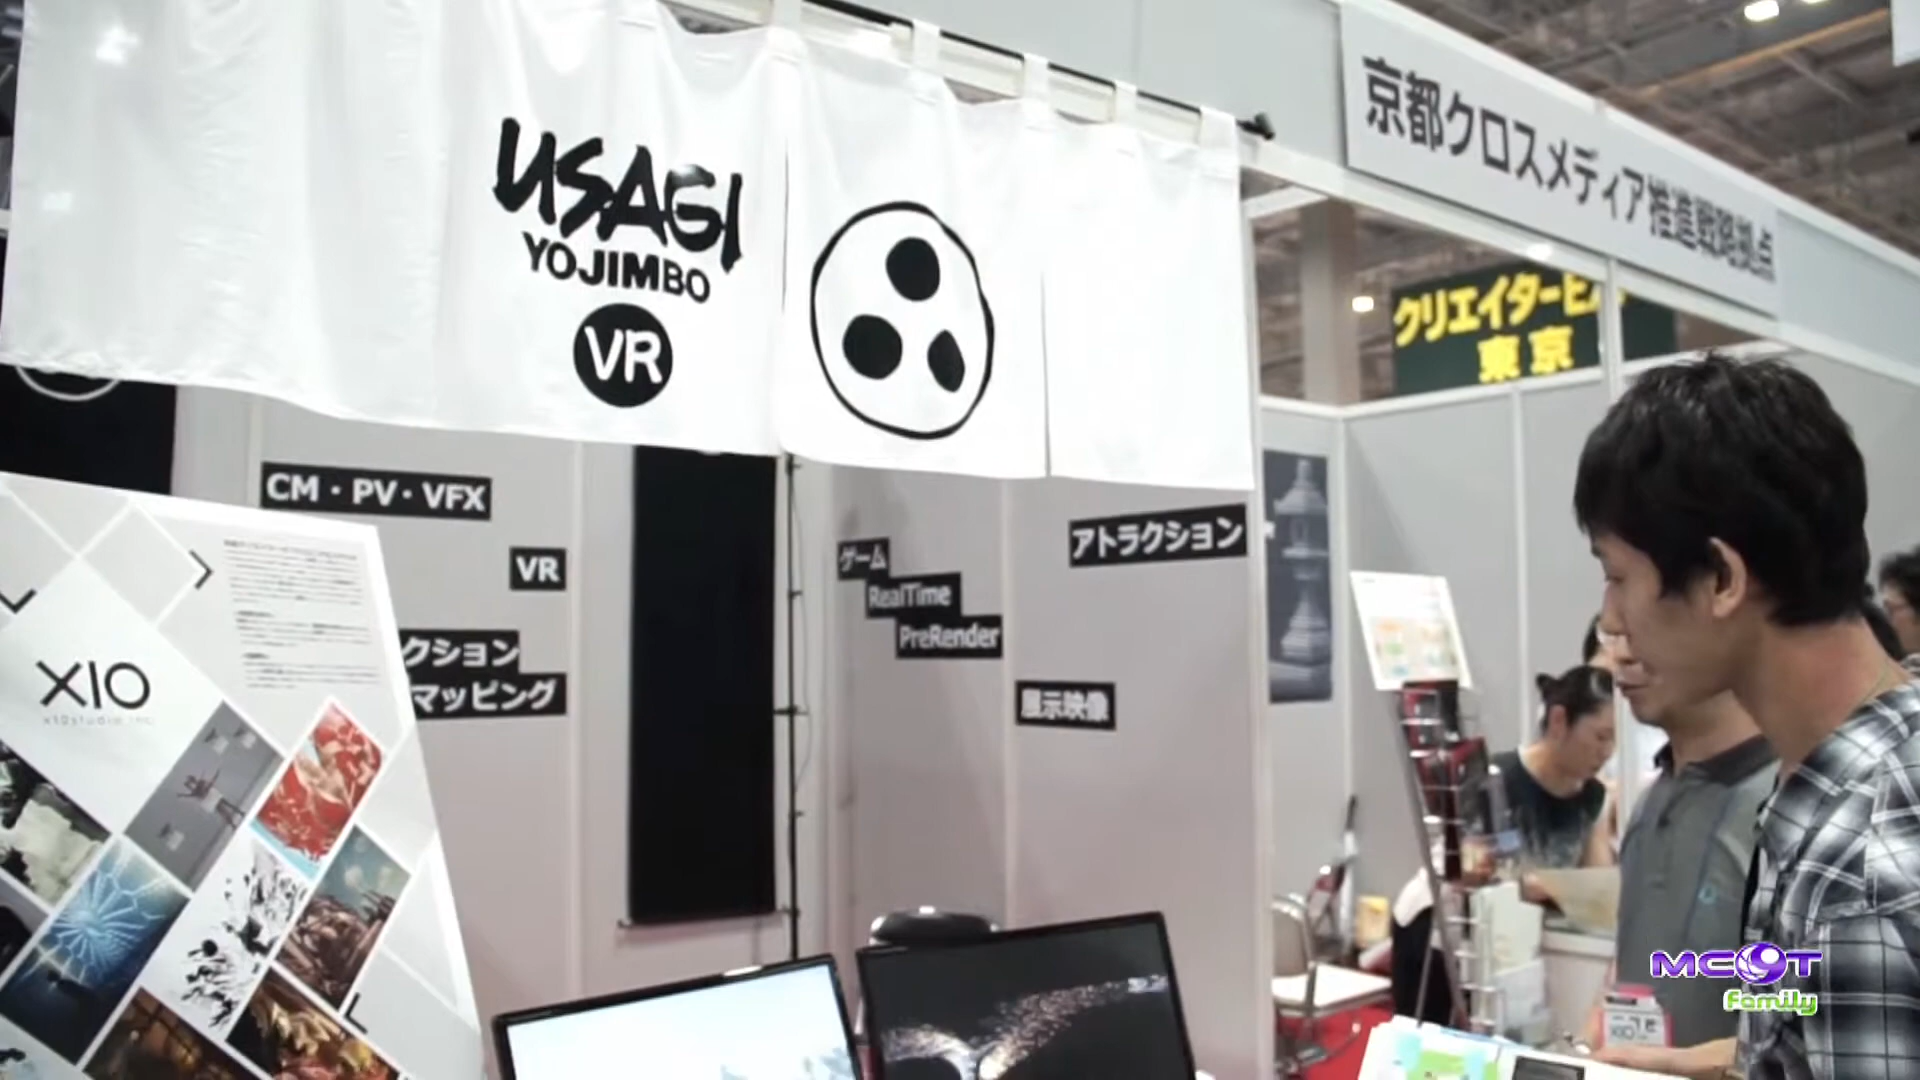 USAGI
YOJIMBO
VR
京都クロスメディア推進戦略拠点
クリエイタービ
東京
CM・PV・VFX
VR
クション
マッピング
ゲーム
RealTime
PreRender
アトラクション
展示映像
XIO
x10studio inc
MCOT
Family